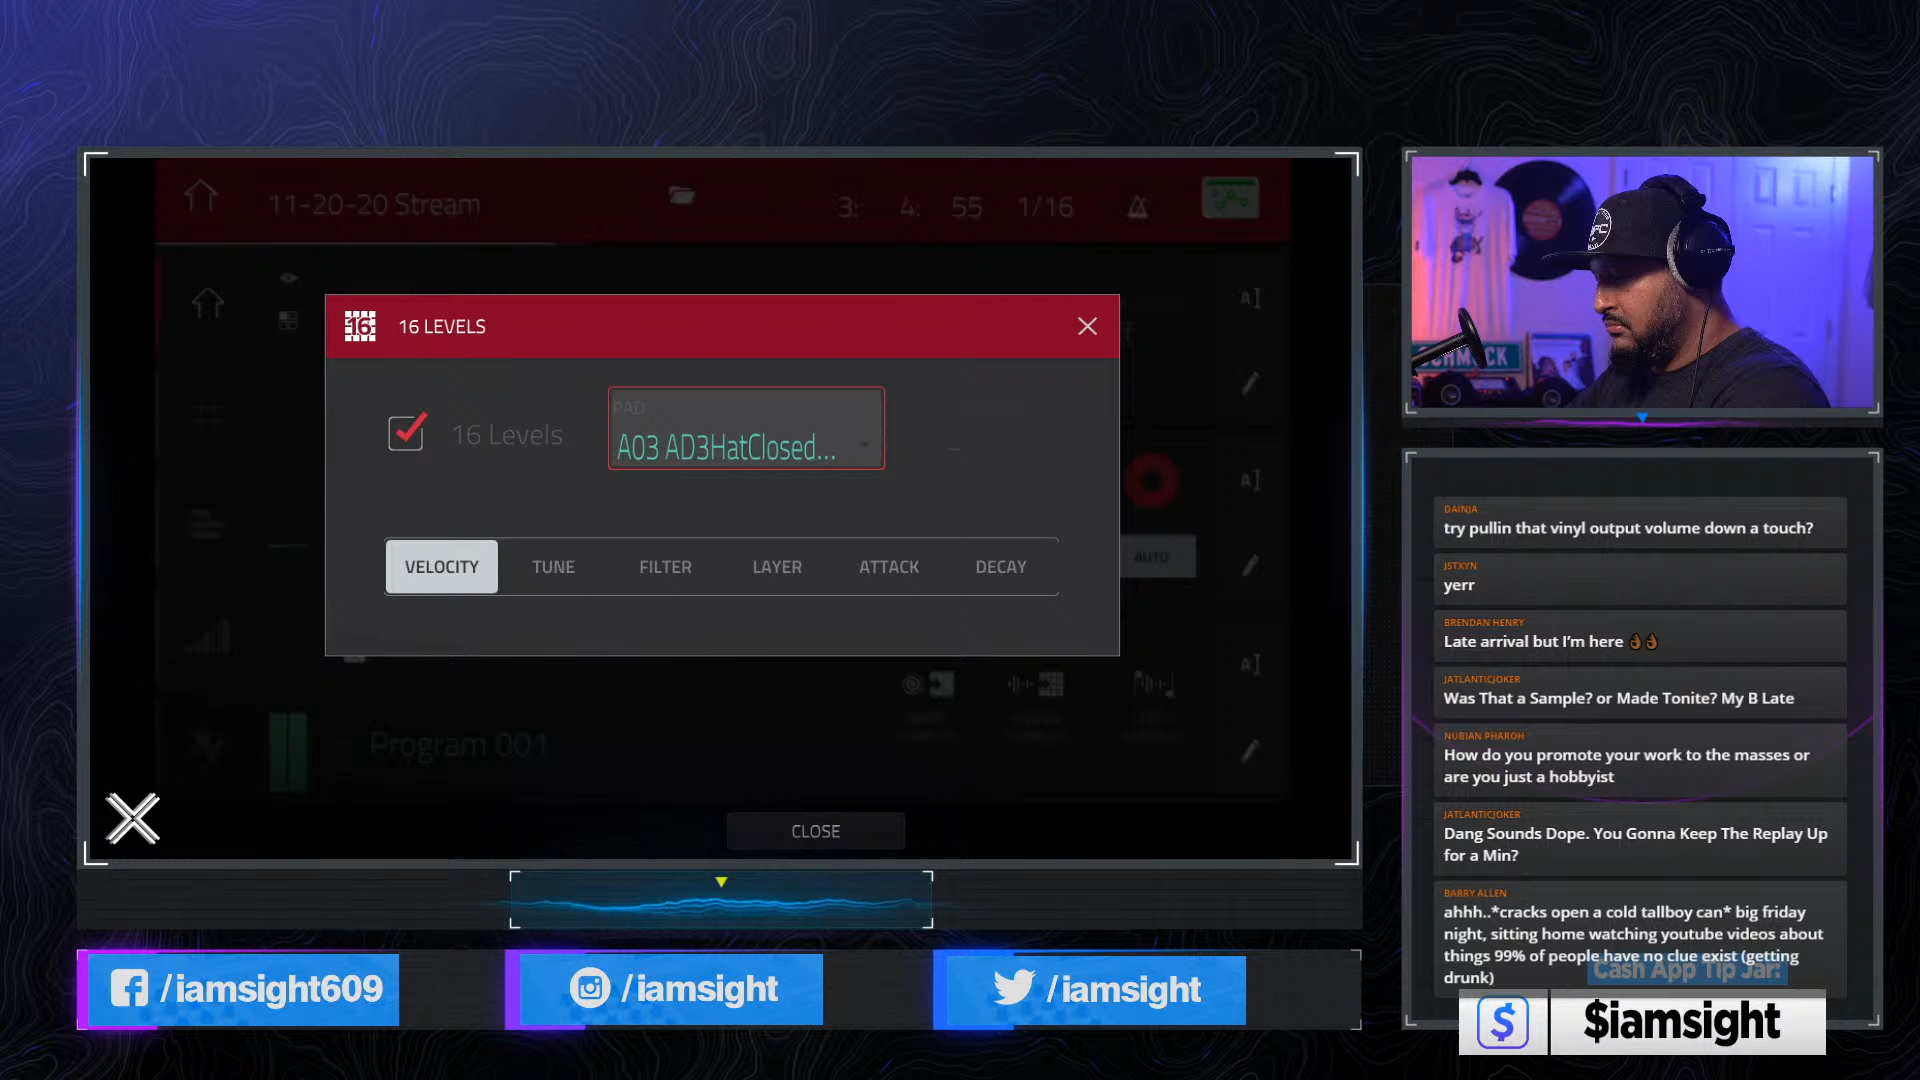 11-20-20 Stream
3: 4: 55 1/16
16 LEVELS
16 Levels
PAD
A03 AD3HatClosed...
VELOCITY TUNE FILTER LAYER ATTACK DECAY
AUTO
Program 001
CLOSE
/iamsight609
/iamsight
/iamsight
DAINJA
try pullin that vinyl output volume down a touch?
JSTXYN
yerr
BRENDAN HENRY
Late arrival but I'm here 👌🏾👌🏾
JATLANTICJOKER
Was That a Sample? or Made Tonite? My B Late
NUBIAN PHAROH
How do you promote your work to the masses or
are you just a hobbyist
JATLANTICJOKER
Dang Sounds Dope. You Gonna Keep The Replay Up
for a Min?
BARRY ALLEN
ahhh..*cracks open a cold tallboy can* big friday
night, sitting home watching youtube videos about
things 99% of people have no clue exist (getting
drunk)
Cash App Tip Jar:
$iamsight